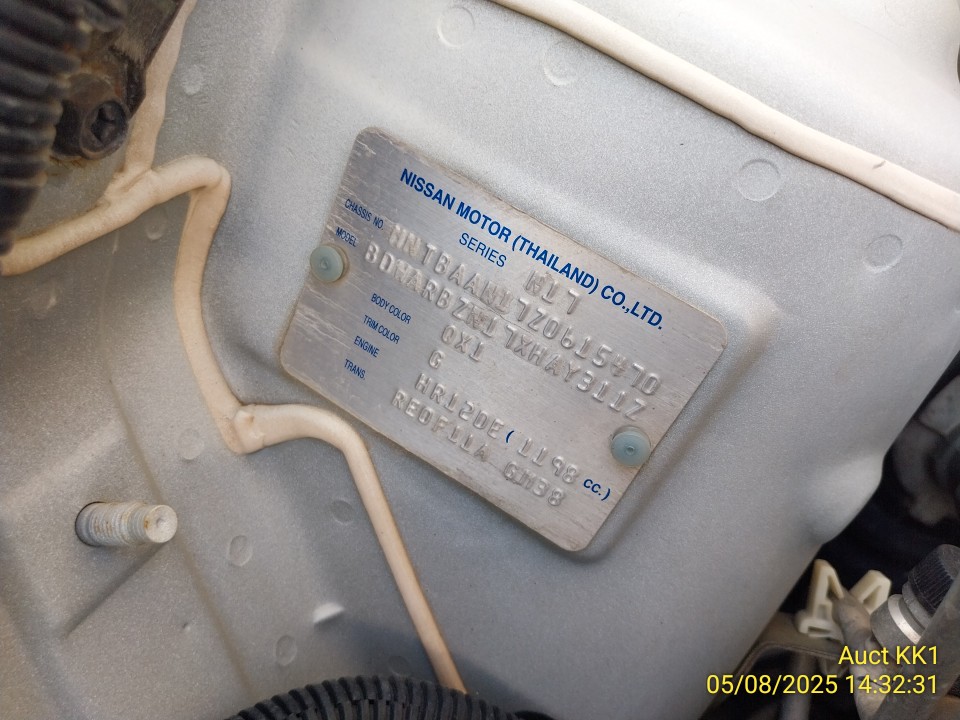 NISSAN MOTOR (THAILAND) CO.,LTD.
SERIES N17
CHASSIS NO. MNTBAAN17Z0615470
MODEL BDRARBZN17XHAY311Z
BODY COLOR QX1
TRIM COLOR G
ENGINE HR12DE (1198 cc.)
TRANS. RE0F11A GM38
Auct KK1
05/08/2025 14:32:31